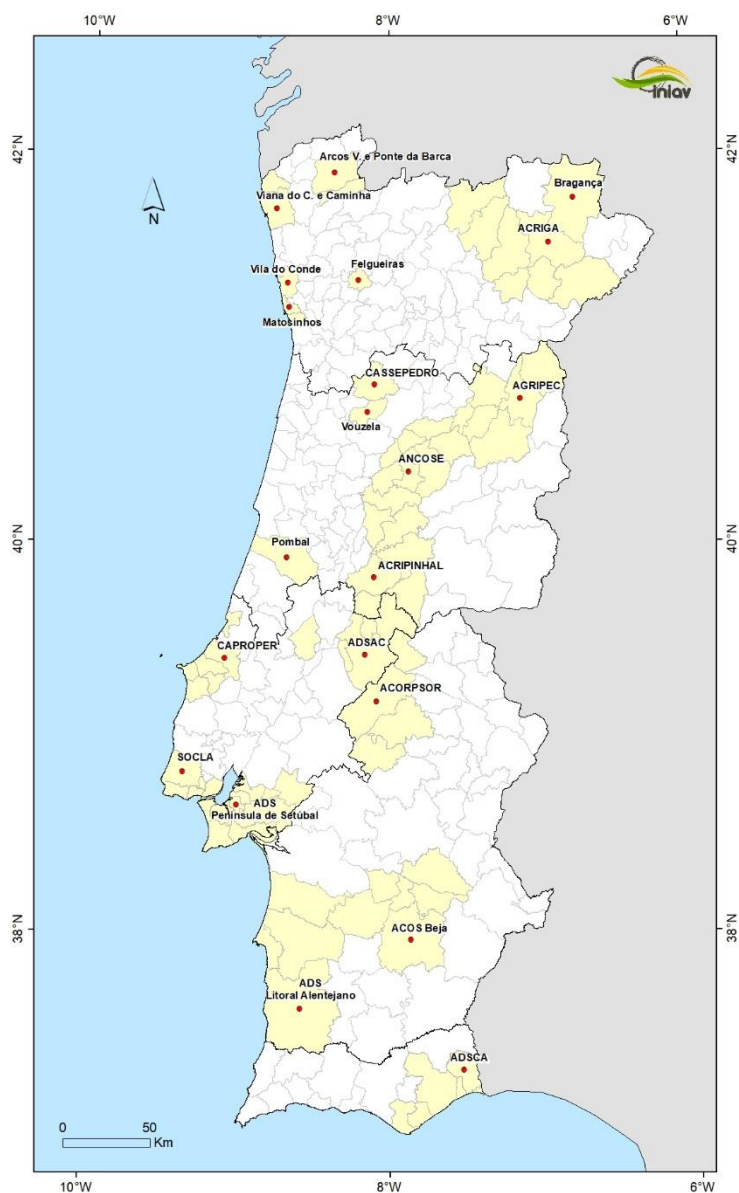 10°W
8°W
6°W
iniav
42°N
42°N
Arcos V. e Ponte da Barca
Bragança
Viana do C. e Caminha
N
ACRIGA
Vila do Conde
Felgueiras
Matosinhos
CASSEPEDRO
AGRIPEC
Vouzela
ANCOSE
40°N
40°N
Pombal
ACRIPINHAL
CAPROPER
ADSAC
ACORPSOR
SOCLA
ADS
Península de Setúbal
38°N
38°N
ACOS Beja
ADS
Litoral Alentejano
ADSCA
0
50
Km
10°W
8°W
6°W